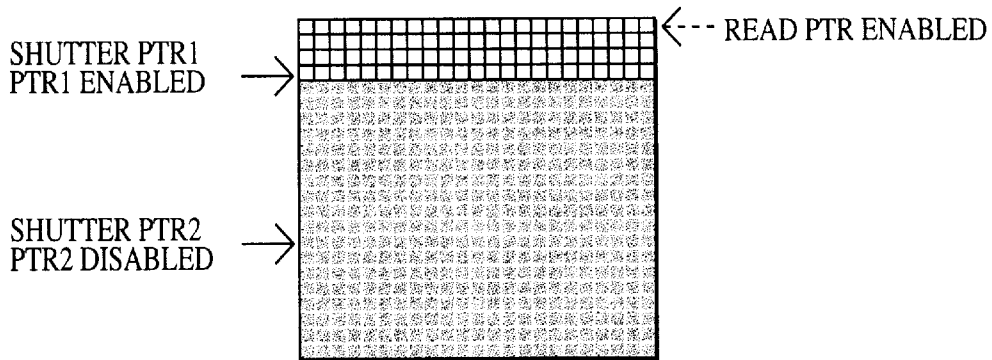 READ PTR ENABLED
SHUTTER PTR1
PTR1 ENABLED
SHUTTER PTR2
PTR2 DISABLED